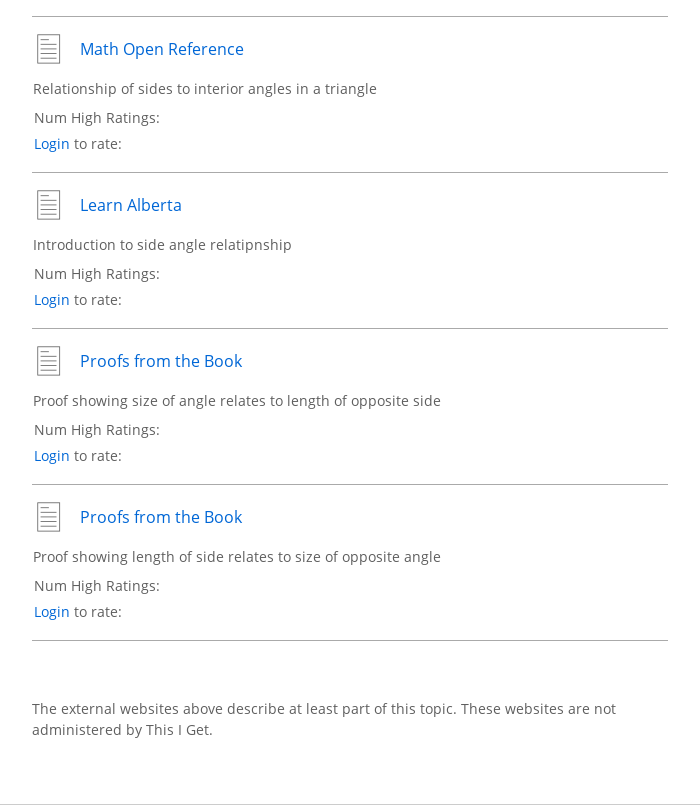 Math Open Reference
Relationship of sides to interior angles in a triangle
Num High Ratings:
Login to rate:
Learn Alberta
Introduction to side angle relatipnship
Num High Ratings:
Login to rate:
Proofs from the Book
Proof showing size of angle relates to length of opposite side
Num High Ratings:
Login to rate:
Proofs from the Book
Proof showing length of side relates to size of opposite angle
Num High Ratings:
Login to rate:
The external websites above describe at least part of this topic. These websites are not
administered by This I Get.